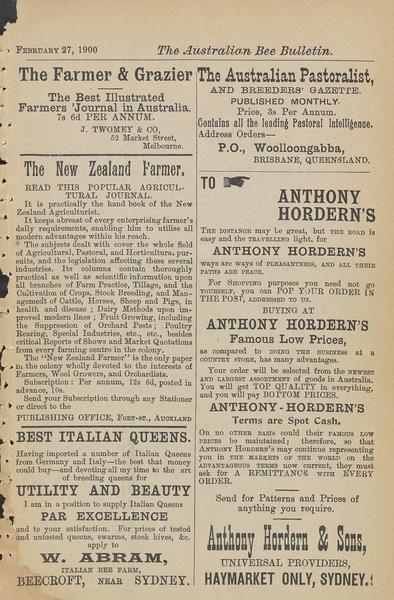 February 27, 1900 The Australian Bee Bulletin.
The Farmer & Grazier
The Best Illustrated
Farmers 'Journal in Australia.
7s 6d PER ANNUM.
J. TWOMEY & CO,
52 Market Street,
Melbourne.
The New Zealand Farmer.
READ THIS POPULAR AGRICUL-
TURAL JOURNAL.
It is practically the hand book of the New
Zealand Agriculturist.
It keeps abreast of every enterprising farmer's
daily requirements, enabling him to utilise all
modern advantages within his reach.
The subjects dealt with cover the whole field
of Agricultural, Pastoral, and Horticultural pur-
suits, and the legislation affecting these several
industries. Its columns contain thoroughly
practical as well as scientific information upon
all branches of Farm Practice, Tillage, and the
Cultivation of Crops, Stock Breeding, and Man-
agement of Cattle, Horses, Sheep and Pigs, in
health and disease; Dairy Methods upon im-
proved modern lines; Fruit Growing, including
the Suppression of Orchard Pests; Poultry
Rearing, Special Industries, etc., etc., besides
critical Reports of Shows and Market Quotations
from every farming centre in the colony.
The "New Zealand Farmer" is the only paper
in the colony wholly devoted to the interests of
Farmers, Wool Growers, and Orchardists.
Subscription: Per annum, 12s 6d, posted in
advance, 10s.
Send your Subscription through any Stationer
or direct to the
PUBLISHING OFFICE, Fort-st., Auckland
BEST ITALIAN QUEENS.
Having imported a number of Italian Queens
from Germany and Italy—the best that money
could buy—and devoting all my time to the art
of breeding queens for
UTILITY AND BEAUTY
I am in a position to supply Italian Queens
PAR EXCELLENCE
and to your satisfaction. For prices of tested
and untested queens, swarms, stock hives, &c.
apply to
W. ABRAM,
ITALIAN BEE FARM,
BEECROFT, near SYDNEY.
The Australian Pastoralist,
AND BREEDERS' GAZETTE.
PUBLISHED MONTHLY.
Price, 3s Per Annum.
Contains all the leading Pastoral Intelligence.
Address Orders—
P.O., Woolloongabba,
BRISBANE, QUEENSLAND.
TO ☛
ANTHONY
HORDERN'S
The distance may be great, but the road is
easy and the travelling light, for
ANTHONY HORDERN'S
ways are ways of pleasantness, and all their
paths are peace.
For Shopping purposes you need not go
yourself, you can POP YOUR ORDER IN
THE POST, addressed to us.
BUYING AT
ANTHONY HORDERN'S
Famous Low Prices,
as compared to doing the business at a
country store, has many advantages.
Your order will be selected from the newest
and largest assortment of goods in Australia.
You will get TOP QUALITY in everything,
and you will pay BOTTOM PRICES.
ANTHONY - HORDERN'S
Terms are Spot Cash.
On no other basis could their famous low
prices be maintained; therefore, so that
Anthony Hordern's may continue representing
you in the markets of the world on the
advantageous terms now current, they must
ask for A REMITTANCE WITH EVERY
ORDER.
Send for Patterns and Prices of
anything you require.
Anthony Hordern & Sons,
UNIVERSAL PROVIDERS,
HAYMARKET ONLY, SYDNEY.